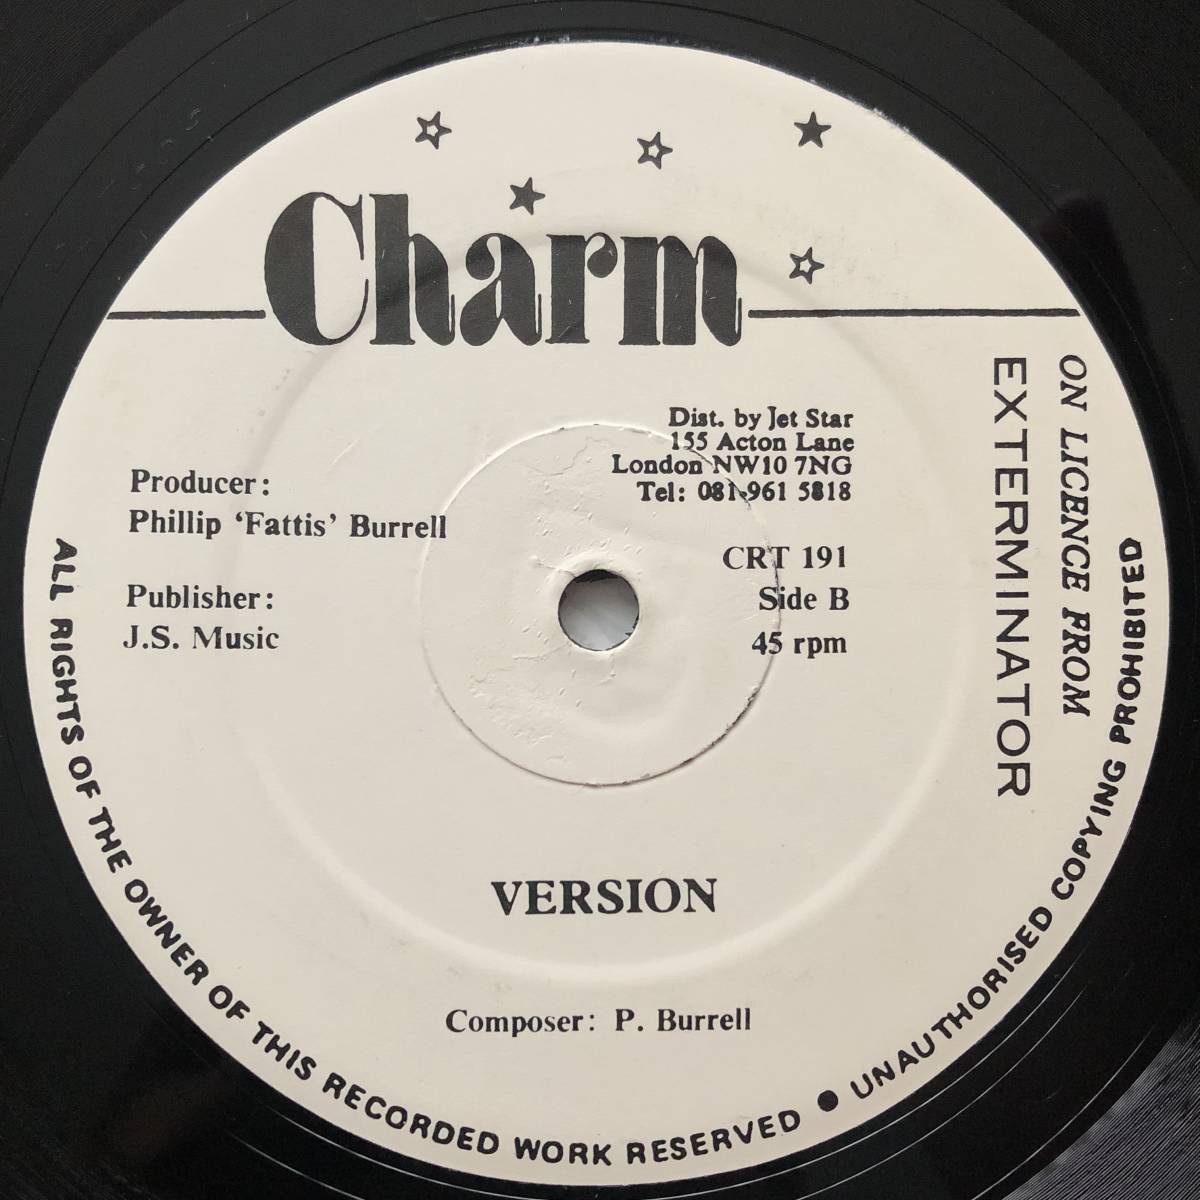 Charm
Dist. by Jet Star
155 Acton Lane
London NW10 7NG
Tel: 081-961 5818
Producer:
Phillip ‘Fattis’ Burrell
Publisher:
J.S. Music
CRT 191
Side B
45 rpm
ON LICENCE FROM
EXTERMINATOR
VERSION
Composer: P. Burrell
ALL RIGHTS OF THE OWNER OF THIS RECORDED WORK RESERVED ● UNAUTHORISED COPYING PROHIBITED